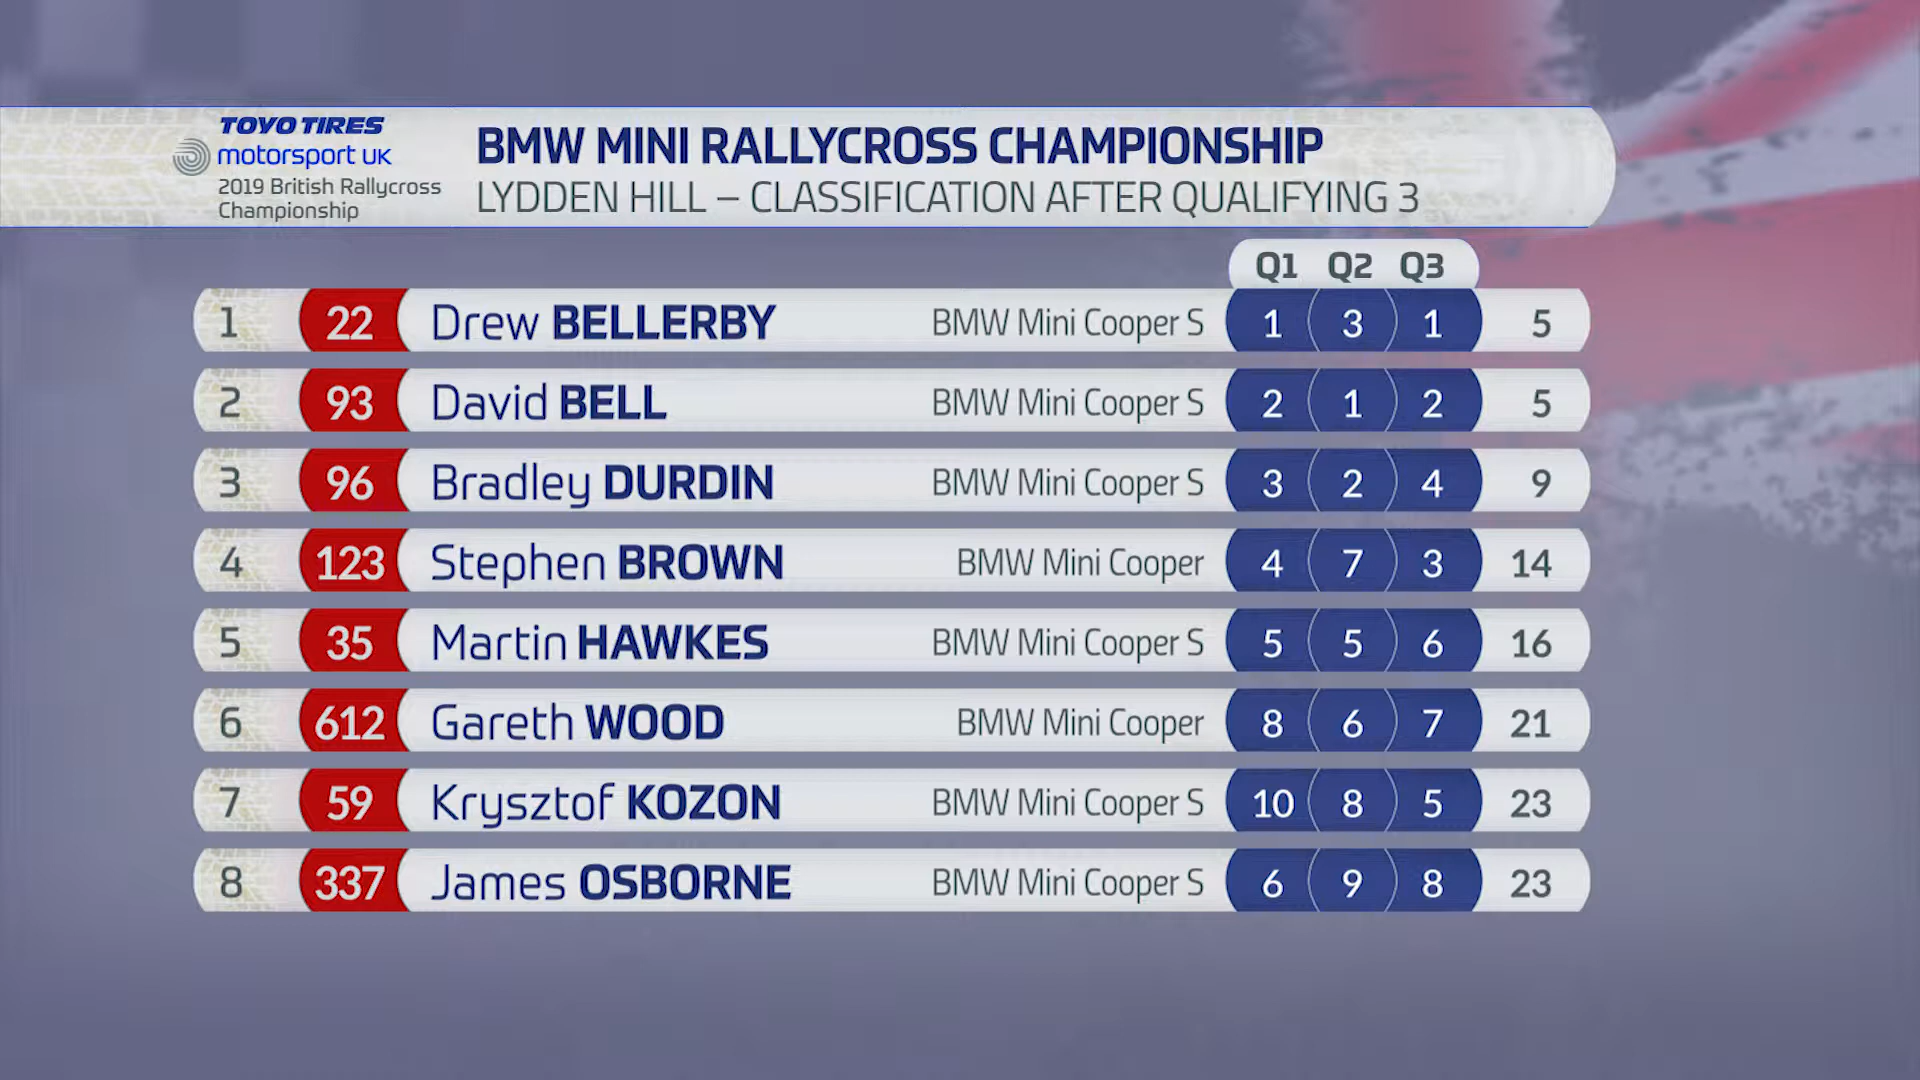 TOYO TIRES
motorsport UK
2019 British Rallycross
Championship
BMW MINI RALLYCROSS CHAMPIONSHIP
LYDDEN HILL – CLASSIFICATION AFTER QUALIFYING 3
Q1 Q2 Q3
1 22 Drew BELLERBY BMW Mini Cooper S 1 3 1 5
2 93 David BELL BMW Mini Cooper S 2 1 2 5
3 96 Bradley DURDIN BMW Mini Cooper S 3 2 4 9
4 123 Stephen BROWN BMW Mini Cooper 4 7 3 14
5 35 Martin HAWKES BMW Mini Cooper S 5 5 6 16
6 612 Gareth WOOD BMW Mini Cooper 8 6 7 21
7 59 Krysztof KOZON BMW Mini Cooper S 10 8 5 23
8 337 James OSBORNE BMW Mini Cooper S 6 9 8 23